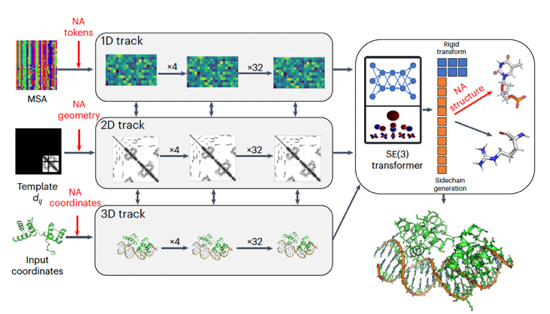 NA
tokens
MSA
1D track
×4
×32
NA
geometry
Template
dij
2D track
×4
×32
NA
coordinates
Input
coordinates
3D track
×4
×32
SE(3)
transformer
Rigid
transform
NA
structure
Sidechain
generation